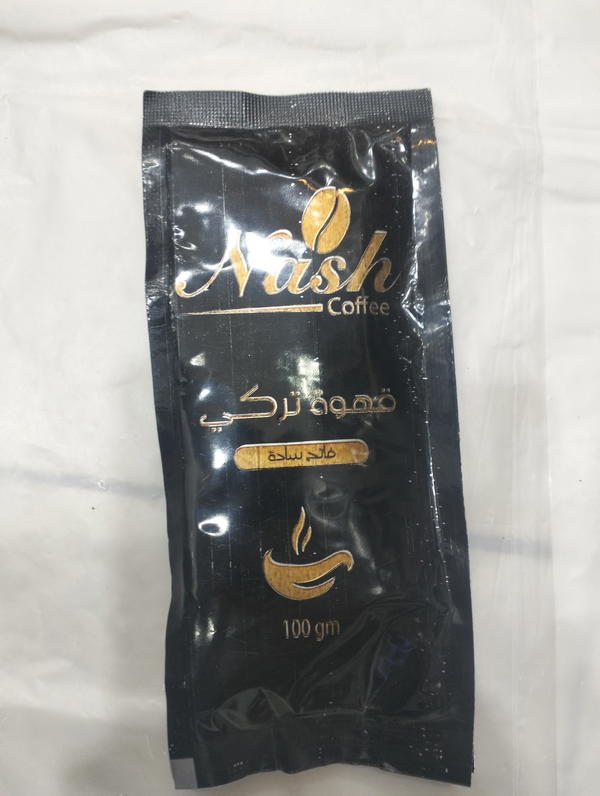 Nash
Coffee
قهوة تركي
فاتح سادة
100 gm